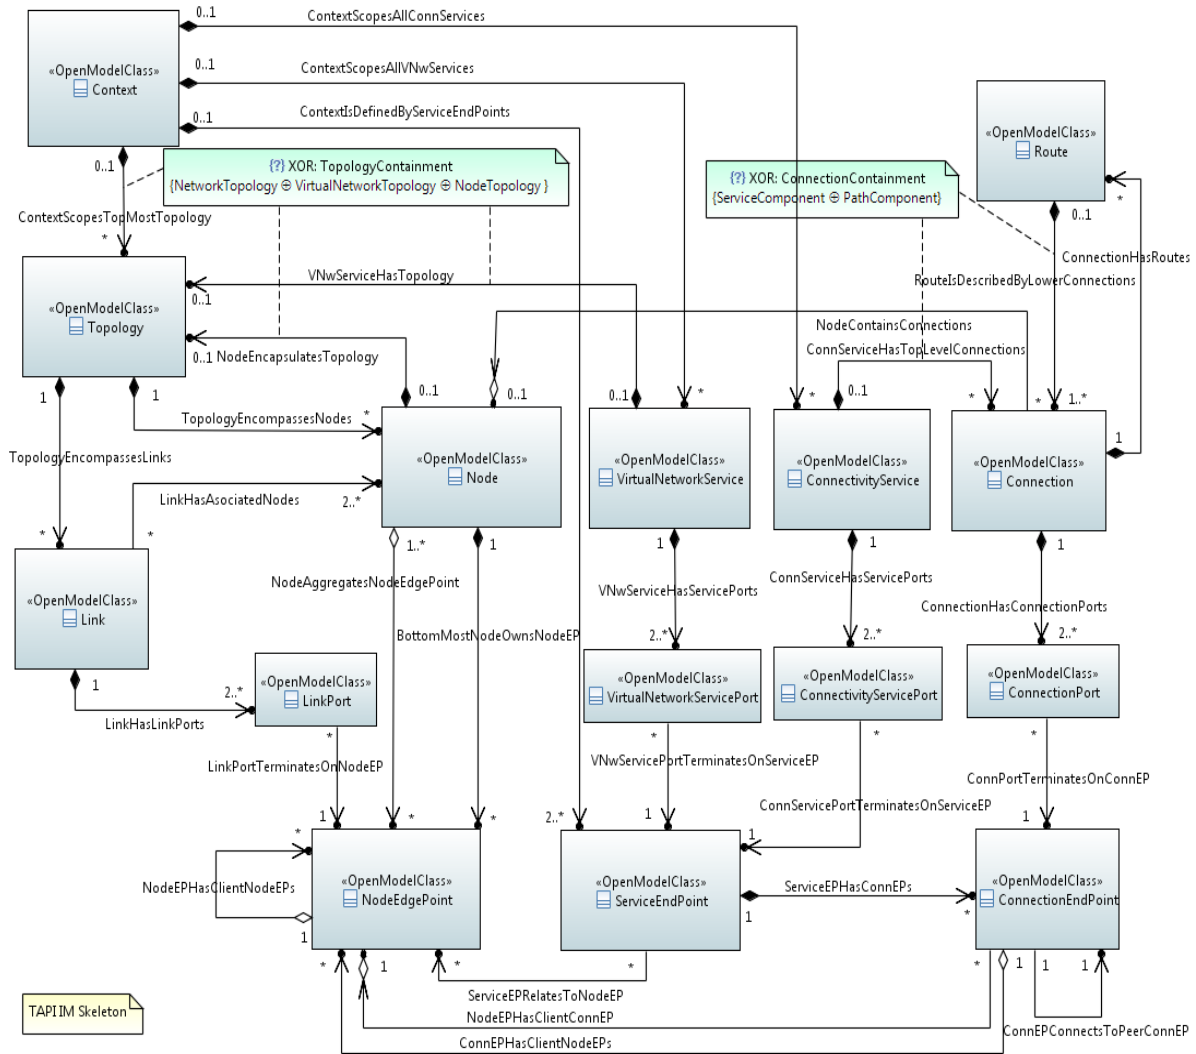 0..1
ContextScopesAllConnServices
«OpenModelClass»
Context
0..1
ContextScopesAllVNwServices
ContextIsDefinedByServiceEndPoints
0..1
0..1
{?} XOR: TopologyContainment
{NetworkTopology ⊕ VirtualNetworkTopology ⊕ NodeTopology }
{?} XOR: ConnectionContainment
{ServiceComponent ⊕ PathComponent}
«OpenModelClass»
Route
*
0..1
ContextScopesTopMostTopology
*
ConnectionHasRoutes
RouteIsDescribedByLowerConnections
VNwServiceHasTopology
0..1
«OpenModelClass»
Topology
NodeContainsConnections
ConnServiceHasTopLevelConnections
NodeEncapsulatesTopology
0..1
1
1
0..1
0..1
0..1
*
*
0..1
*
*
1..*
TopologyEncompassesNodes
*
TopologyEncompassesLinks
1
«OpenModelClass»
Node
«OpenModelClass»
VirtualNetworkService
«OpenModelClass»
ConnectivityService
«OpenModelClass»
Connection
LinkHasAsociatedNodes
2..*
*
*
1..*
1
1
1
1
NodeAggregatesNodeEdgePoint
VNwServiceHasServicePorts
ConnServiceHasServicePorts
ConnectionHasConnectionPorts
«OpenModelClass»
Link
BottomMostNodeOwnsNodeEP
2..*
2..*
2..*
1
2..*
LinkHasLinkPorts
«OpenModelClass»
LinkPort
«OpenModelClass»
VirtualNetworkServicePort
«OpenModelClass»
ConnectivityServicePort
«OpenModelClass»
ConnectionPort
*
*
*
*
LinkPortTerminatesOnNodeEP
VNwServicePortTerminatesOnServiceEP
ConnServicePortTerminatesOnServiceEP
ConnPortTerminatesOnConnEP
1
*
*
*
2..*
1
1
1
NodeEPHasClientNodeEPs
1
«OpenModelClass»
NodeEdgePoint
«OpenModelClass»
ServiceEndPoint
ServiceEPHasConnEPs
1
*
«OpenModelClass»
ConnectionEndPoint
*
1
*
*
*
1
1
1
ServiceEPRelatesToNodeEP
NodeEPHasClientConnEP
ConnEPHasClientNodeEPs
ConnEPConnectsToPeerConnEP
TAPI IM Skeleton